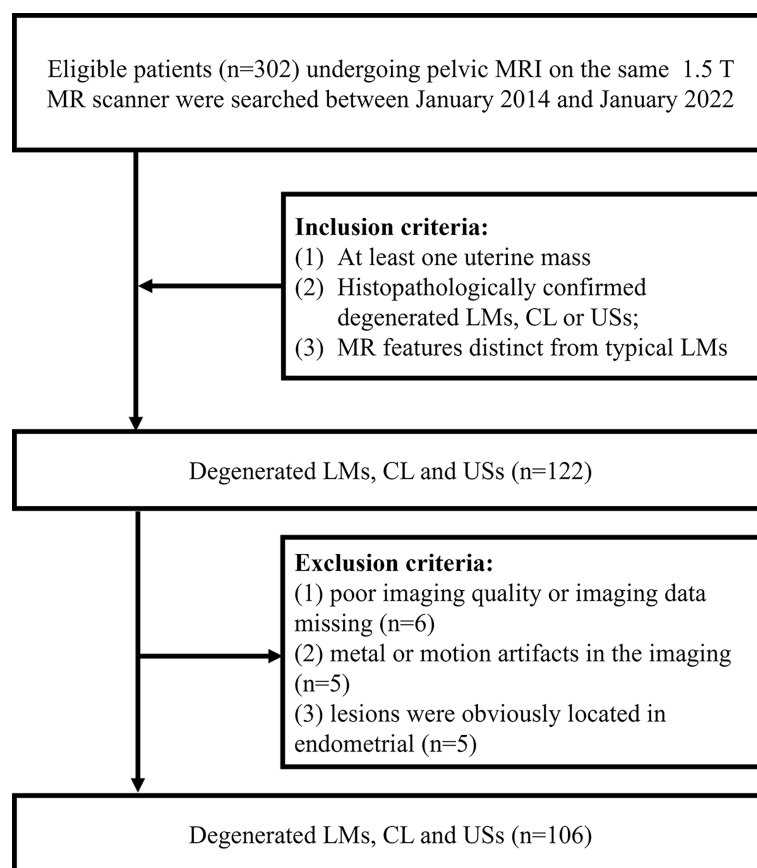 Eligible patients (n=302) undergoing pelvic MRI on the same 1.5 T
MR scanner were searched between January 2014 and January 2022
Inclusion criteria:
(1) At least one uterine mass
(2) Histopathologically confirmed
degenerated LMs, CL or USs;
(3) MR features distinct from typical LMs
Degenerated LMs, CL and USs (n=122)
Exclusion criteria:
(1) poor imaging quality or imaging data
missing (n=6)
(2) metal or motion artifacts in the imaging
(n=5)
(3) lesions were obviously located in
endometrial (n=5)
Degenerated LMs, CL and USs (n=106)